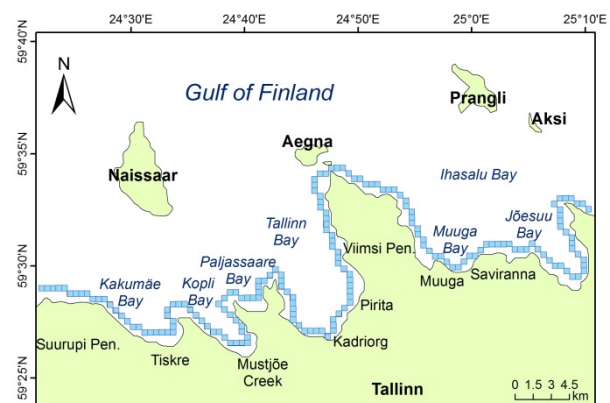 24°30'E 24°40'E 24°50'E 25°0'E 25°10'E
59°40'N
N
Gulf of Finland
Prangli
Aksi
Aegna
59°35'N
Naissaar
Ihasalu Bay
Tallinn
Bay
Jõesuu
Bay
Muuga
Bay
Viimsi Pen.
Paljassaare
Bay
59°30'N
Kakumäe
Bay
Kopli
Bay
Muuga
Saviranna
Pirita
Suurupi Pen.
Tiskre
Kadriorg
Mustjõe
Creek
59°25'N
Tallinn
0 1.5 3 4.5
km